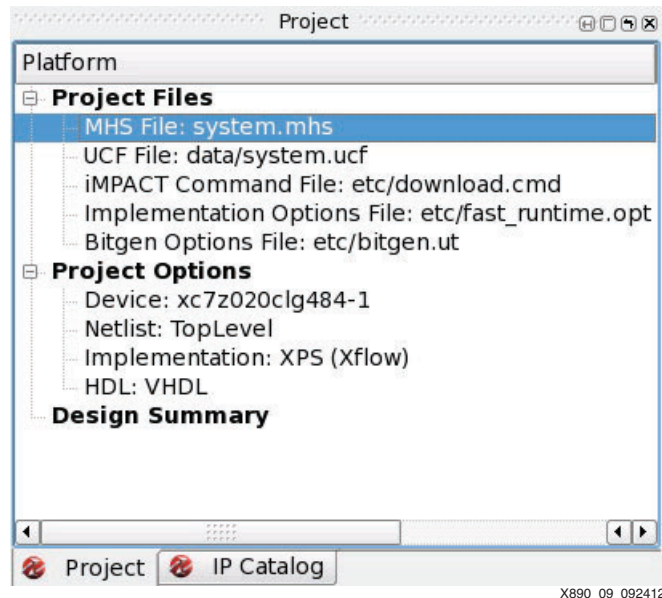 Project
Platform
Project Files
MHS File: system.mhs
UCF File: data/system.ucf
iMPACT Command File: etc/download.cmd
Implementation Options File: etc/fast_runtime.opt
Bitgen Options File: etc/bitgen.ut
Project Options
Device: xc7z020clg484-1
Netlist: TopLevel
Implementation: XPS (Xflow)
HDL: VHDL
Design Summary
Project IP Catalog
X890_09_092412